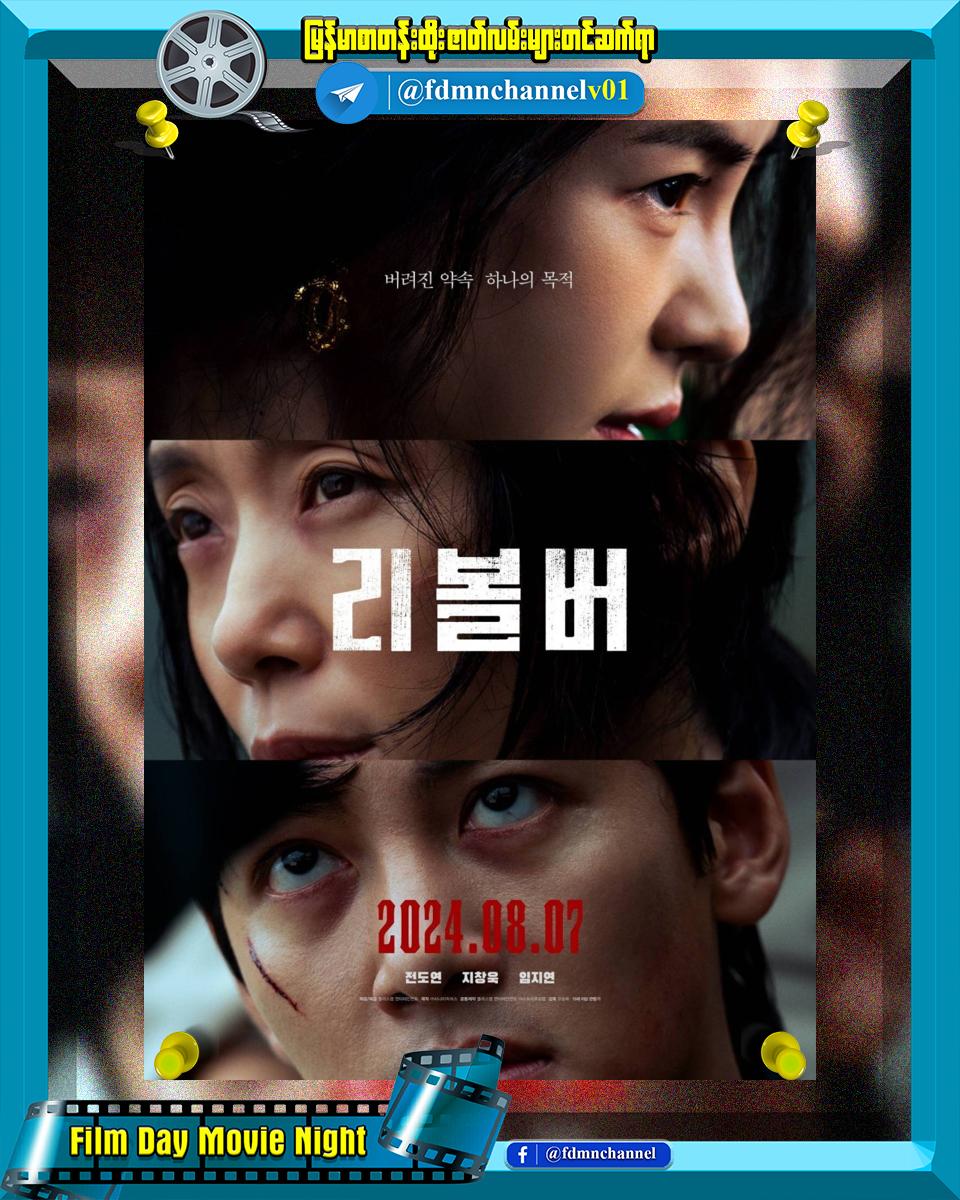 မြန်မာစာတန်းထိုးဇာတ်လမ်းများတင်ဆက်ရာ
@fdmnchannelv01
버려진 약속 하나의 목적
리볼버
2024.08.07
전도연 지창욱 임지연
Film Day Movie Night
@fdmnchannel